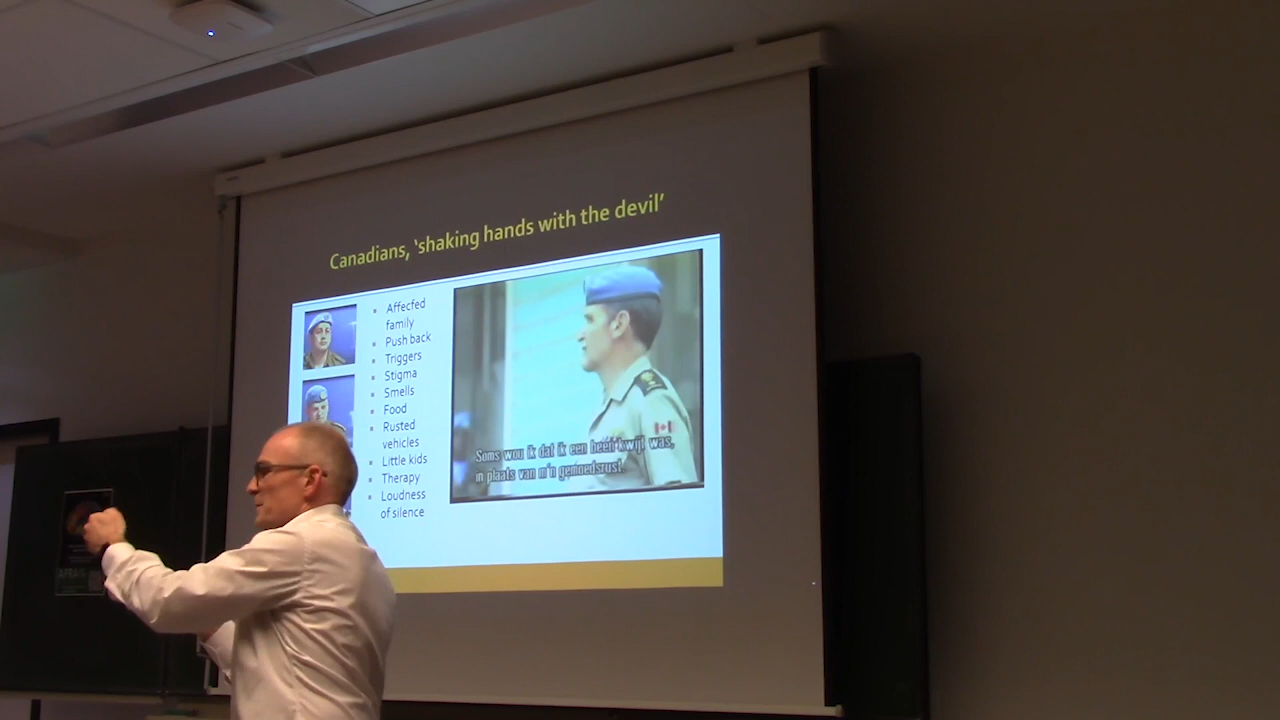 Canadians, ‘shaking hands with the devil’
▪ Affecfed
family
▪ Push back
▪ Triggers
▪ Stigma
▪ Smells
▪ Food
▪ Rusted
vehicles
▪ Little kids
▪ Therapy
▪ Loudness
of silence
Soms wou ik dat ik een been kwijt was,
in plaats van m'n gemoedsrust.